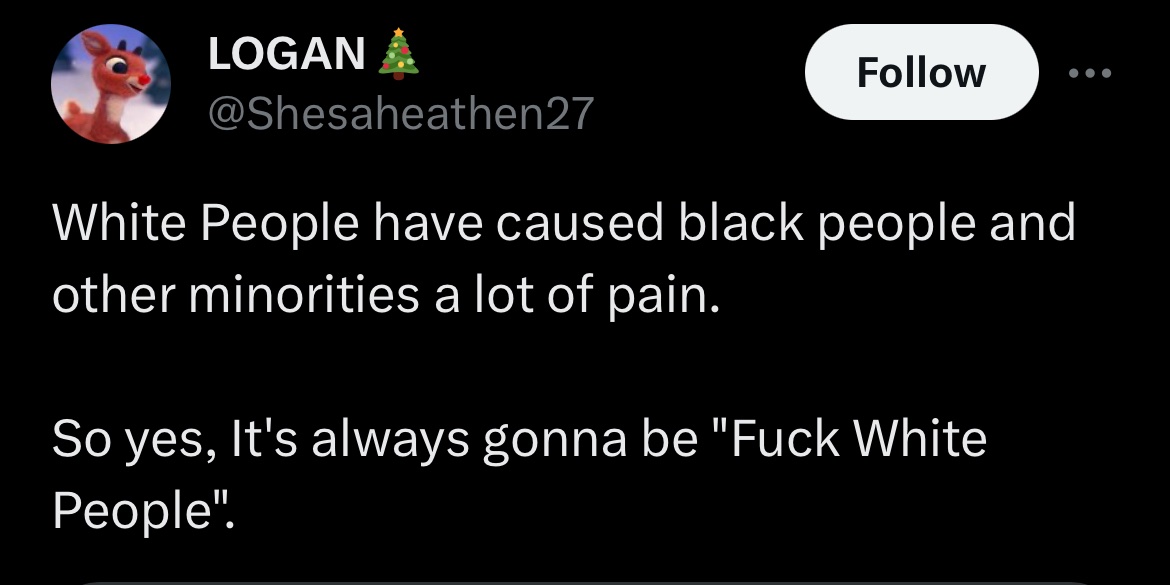 LOGAN🎄
@Shesaheathen27
Follow
White People have caused black people and
other minorities a lot of pain.
So yes, It's always gonna be "Fuck White
People".